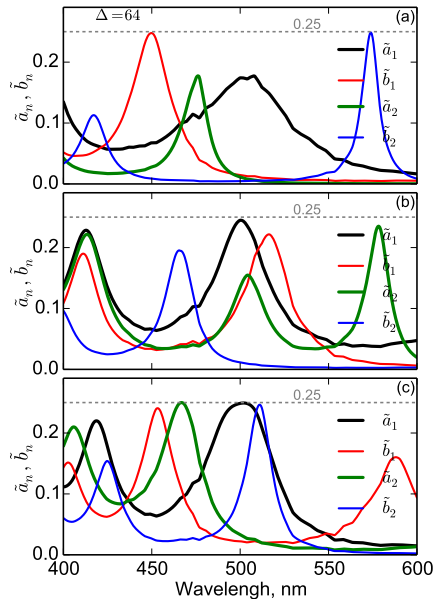 Δ=64
0.25
(a)
ã₁
b̃₁
ã₂
b̃₂
ãₙ, b̃ₙ
0.2
0.1
0.0
0.25
(b)
ã₁
b̃₁
ã₂
b̃₂
ãₙ, b̃ₙ
0.2
0.1
0.0
0.25
(c)
ã₁
b̃₁
ã₂
b̃₂
ãₙ, b̃ₙ
0.2
0.1
0.0
400 450 500 550 600
Wavelengh, nm